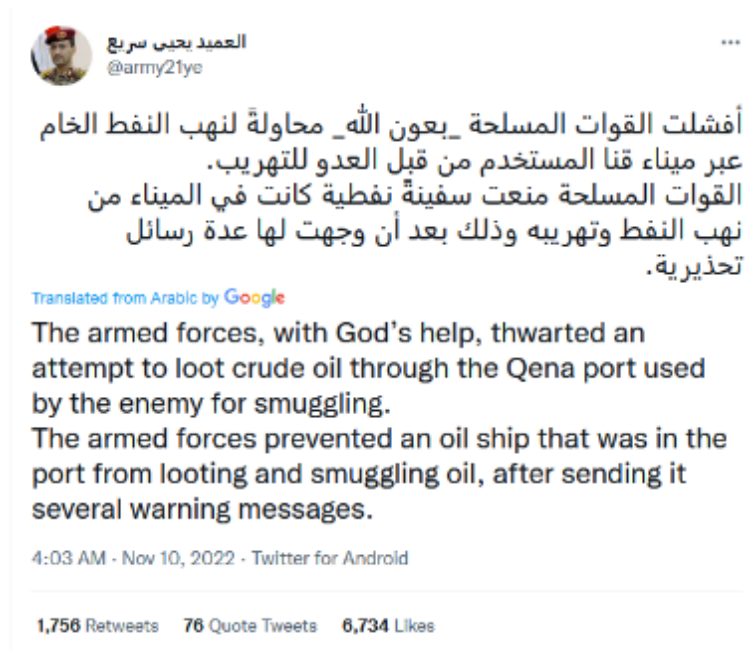 العميد يحيى سريع
@army21ye
أفشلت القوات المسلحة _بعون الله_ محاولةً لنهب النفط الخام
عبر ميناء قنا المستخدم من قبل العدو للتهريب.
القوات المسلحة منعت سفينةً نفطية كانت في الميناء من
نهب النفط وتهريبه وذلك بعد أن وجهت لها عدة رسائل
تحذيرية.
Translated from Arabic by Google
The armed forces, with God's help, thwarted an
attempt to loot crude oil through the Qena port used
by the enemy for smuggling.
The armed forces prevented an oil ship that was in the
port from looting and smuggling oil, after sending it
several warning messages.
4:03 AM · Nov 10, 2022 · Twitter for Android
1,756 Retweets 76 Quote Tweets 6,734 Likes